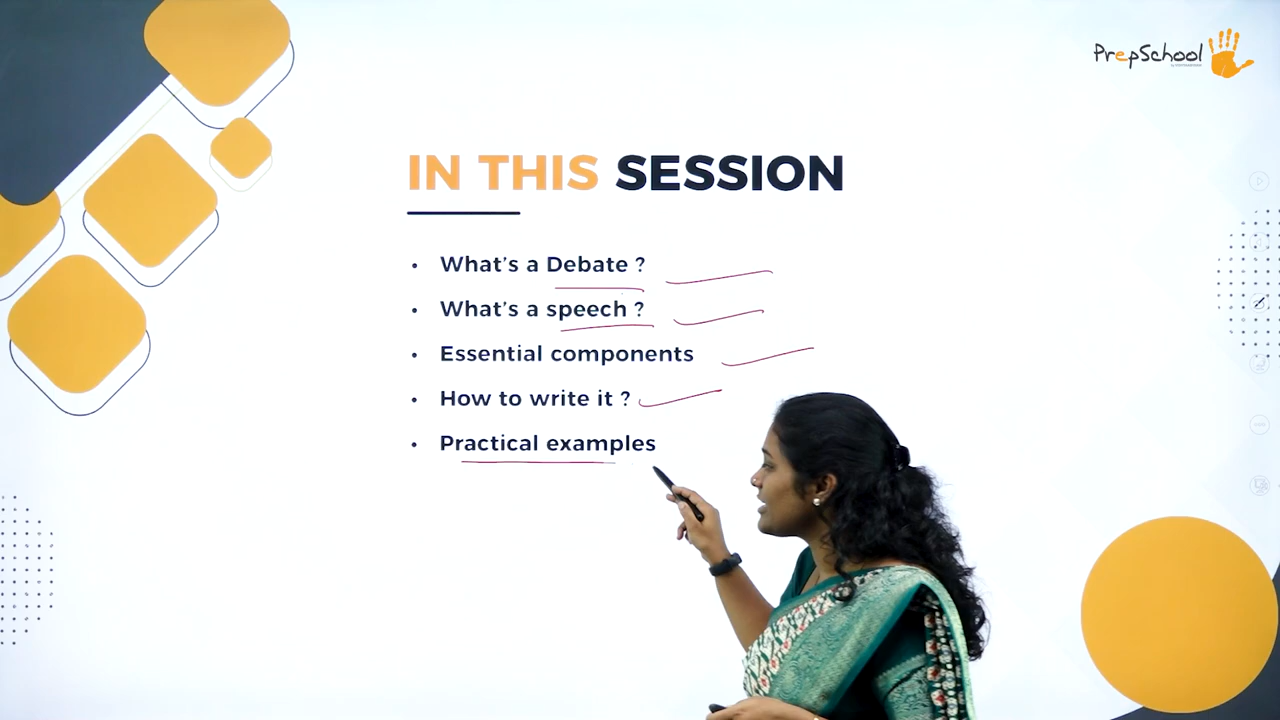 PrepSchool
IN THIS SESSION
• What's a Debate ?
• What's a speech ?
• Essential components
• How to write it ?
• Practical examples